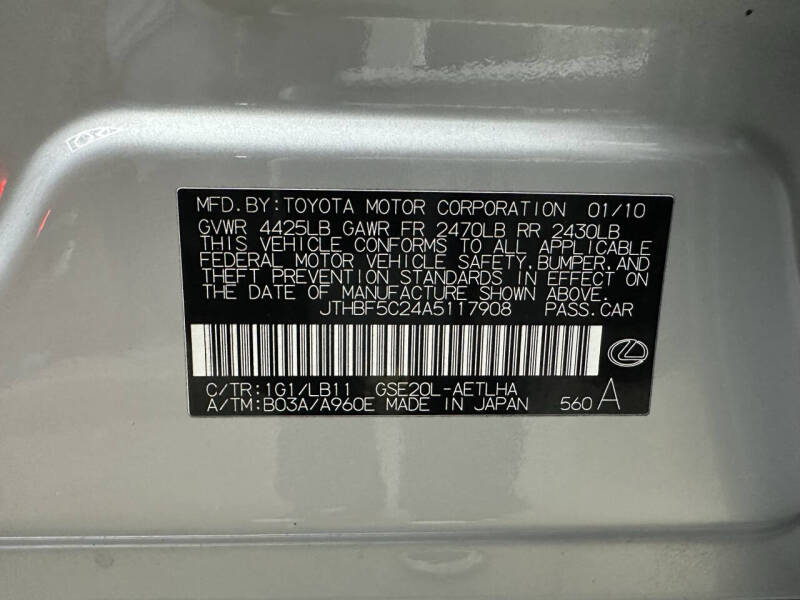 MFD.BY:TOYOTA MOTOR CORPORATION 01/10
GVWR 4425LB GAWR FR 2470LB RR 2430LB
THIS VEHICLE CONFORMS TO ALL APPLICABLE
FEDERAL MOTOR VEHICLE SAFETY,BUMPER,AND
THEFT PREVENTION STANDARDS IN EFFECT ON
THE DATE OF MANUFACTURE SHOWN ABOVE.
JTHBF5C24A5117908 PASS.CAR
C/TR:1G1/LB11 GSE20L-AETLHA
A/TM:B03A/A960E MADE IN JAPAN 560 A